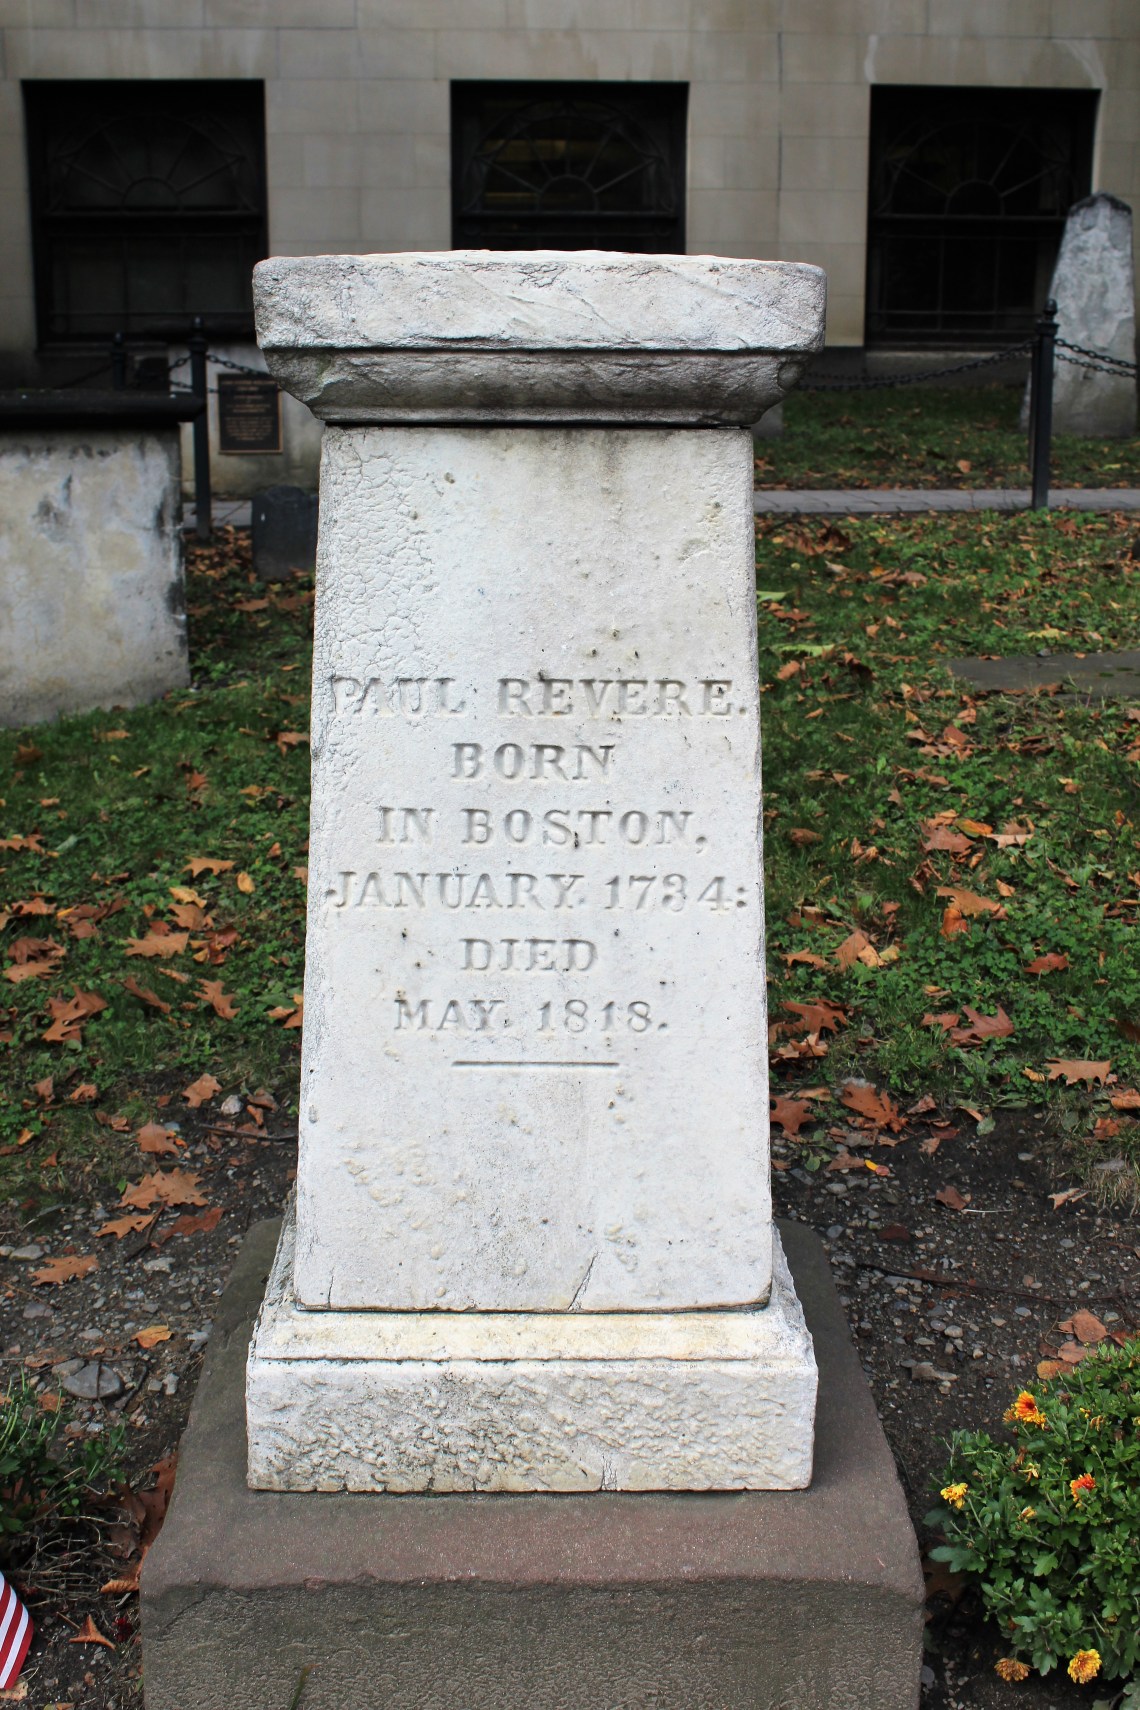 PAUL REVERE.
BORN
IN BOSTON,
JANUARY. 1734:
DIED
MAY. 1818.